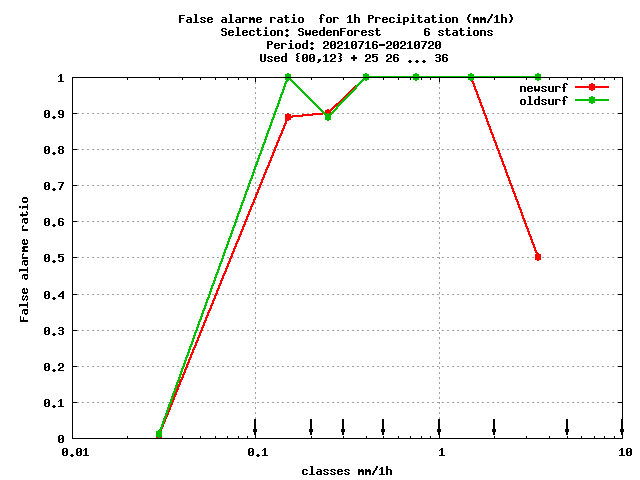 False alarme ratio  for 1h Precipitation (mm/1h)
Selection: SwedenForest      6 stations
Period: 20210716-20210720
Used {00,12} + 25 26 ... 36
newsurf
oldsurf
1
0.9
0.8
0.7
0.6
0.5
0.4
0.3
0.2
0.1
0
False alarme ratio
0.01
0.1
1
10
classes mm/1h